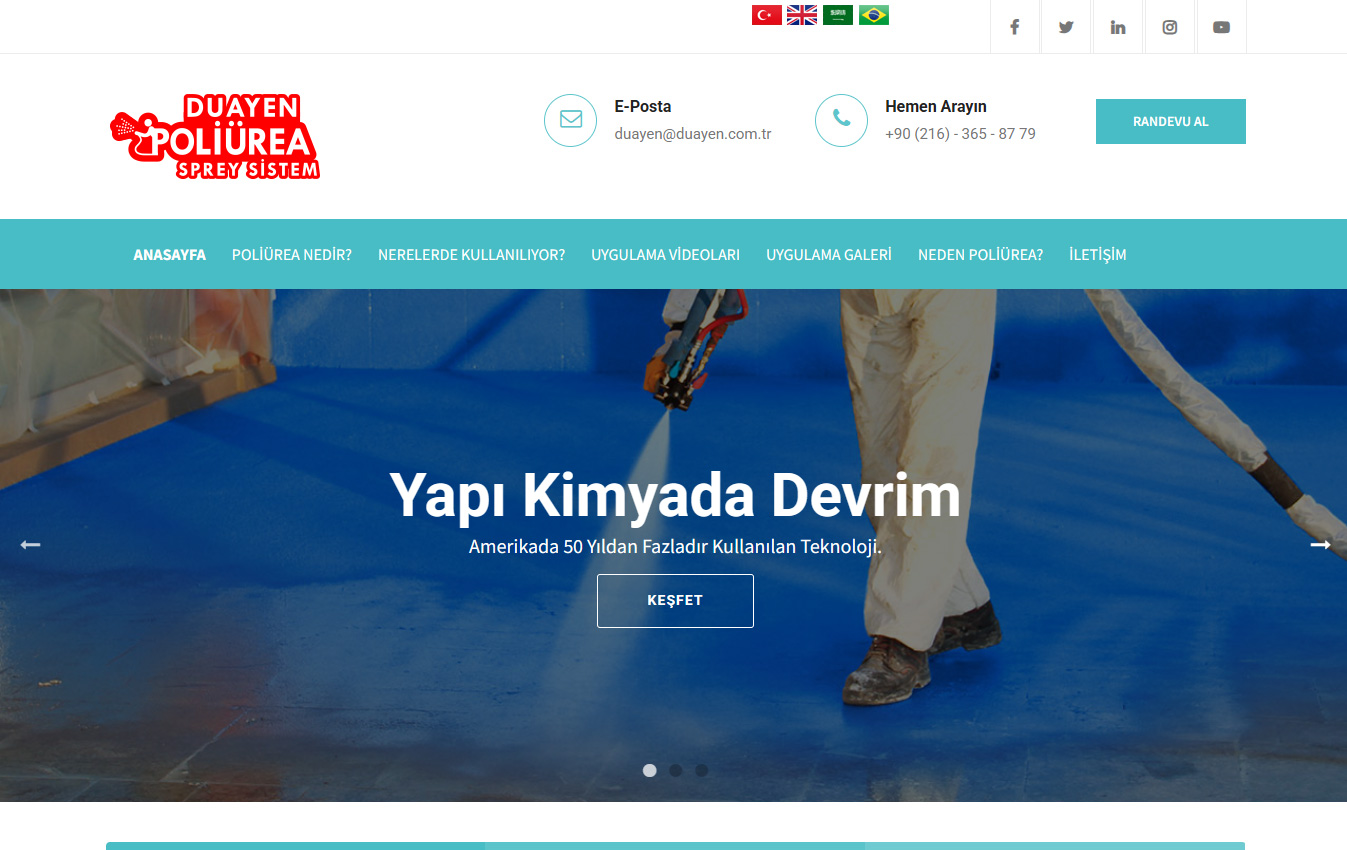 DUAYEN
POLİÜREA
SPREY SİSTEM
E-Posta
duayen@duayen.com.tr
Hemen Arayın
+90 (216) - 365 - 87 79
RANDEVU AL
ANASAYFA POLİÜREA NEDİR? NERELERDE KULLANILIYOR? UYGULAMA VİDEOLARI UYGULAMA GALERİ NEDEN POLİÜREA? İLETİŞİM
Yapı Kimyada Devrim
Amerikada 50 Yıldan Fazladır Kullanılan Teknoloji.
KEŞFET